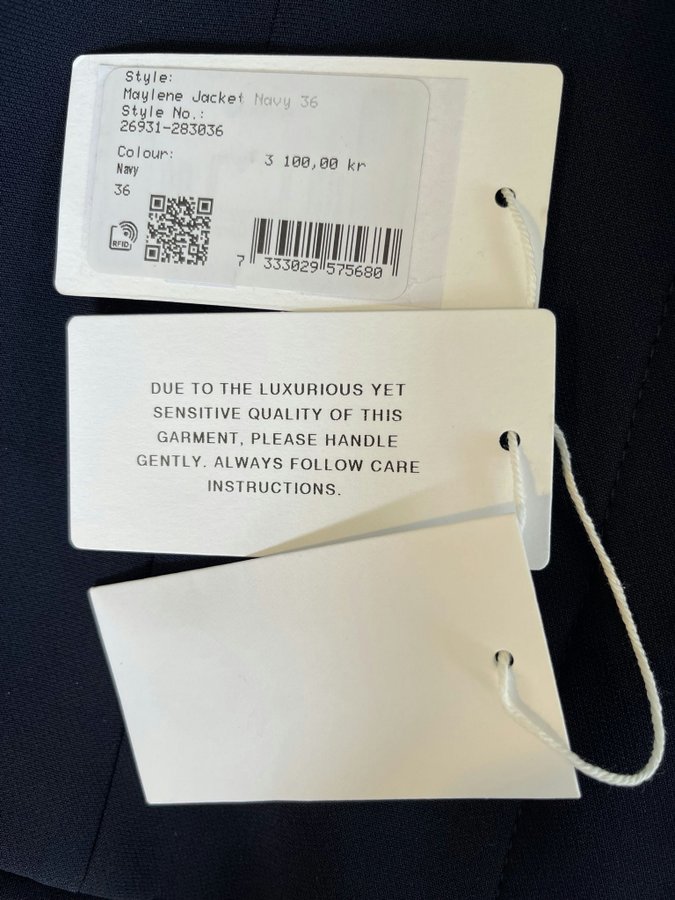 Style:
Maylene Jacket Navy 36
Style No.:
26931-283036
Colour:
Navy
3 100,00 kr
36
RFID
7 333029 575680
DUE TO THE LUXURIOUS YET
SENSITIVE QUALITY OF THIS
GARMENT, PLEASE HANDLE
GENTLY. ALWAYS FOLLOW CARE
INSTRUCTIONS.